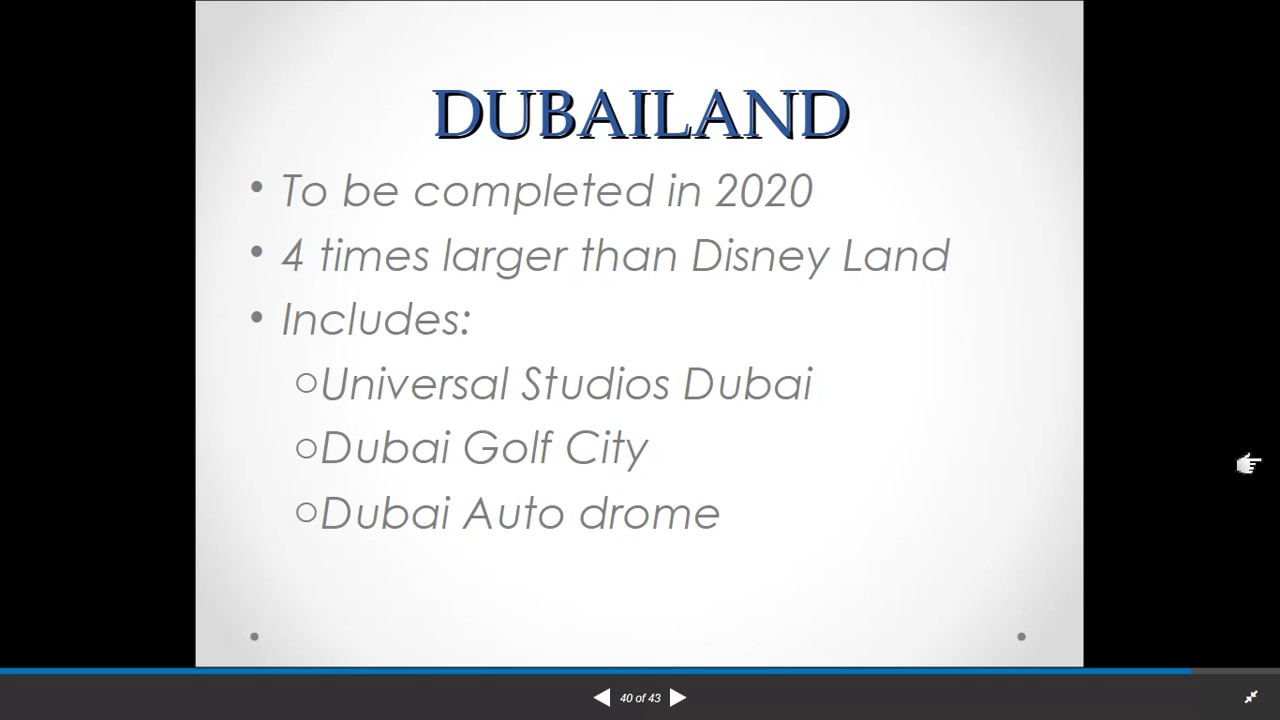 DUBAILAND
• To be completed in 2020
• 4 times larger than Disney Land
• Includes:
○Universal Studios Dubai
○Dubai Golf City
○Dubai Auto drome
40 of 43